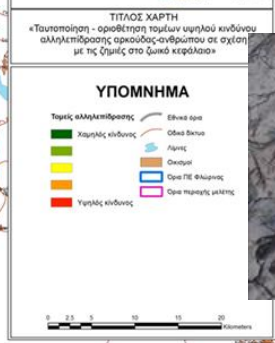 ΤΙΤΛΟΣ ΧΑΡΤΗ
«Ταυτοποίηση - οριοθέτηση τομέων υψηλού κινδύνου
αλληλεπίδρασης αρκούδας-ανθρώπου σε σχέση
με τις ζημιές στο ζωικό κεφάλαιο»
ΥΠΟΜΝΗΜΑ
Τομείς αλληλεπίδρασης
Χαμηλός κίνδυνος
Υψηλός κίνδυνος
Εθνικά όρια
Οδικό δίκτυο
Λίμνες
Οικισμοί
Όρια ΠΕ Φλώρινας
Όρια περιοχής μελέτης
0 2,5 5 10 15 20
Kilometers